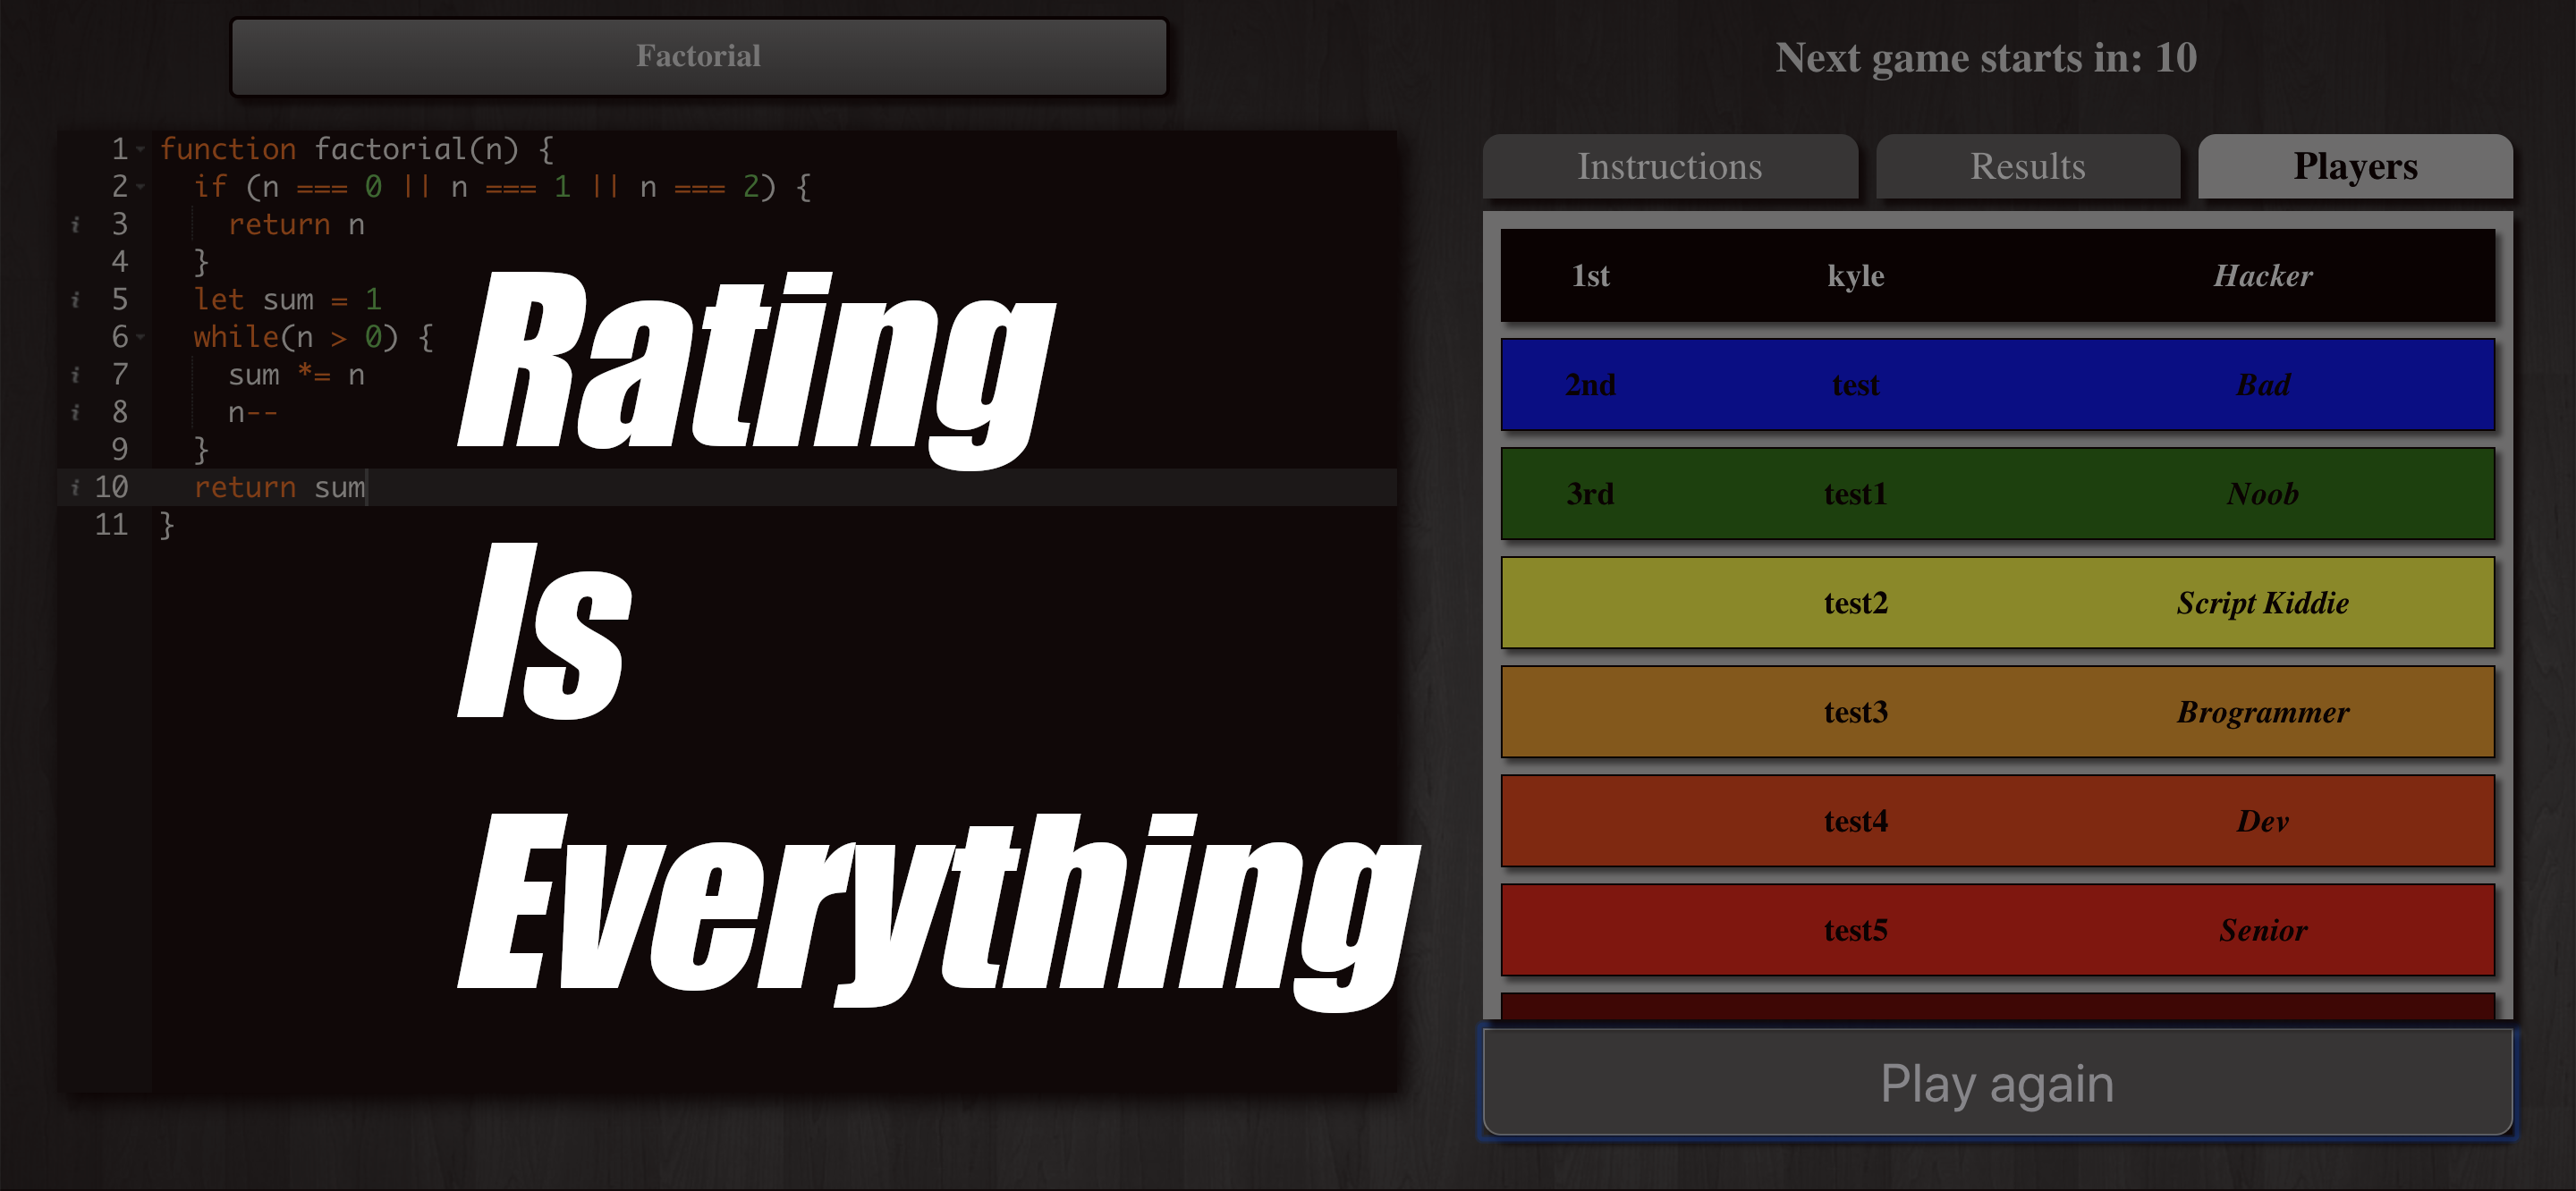 Factorial
Next game starts in: 10
1 function factorial(n) {
2 if (n === 0 || n === 1 || n === 2) {
3 return n
4 }
5 let sum = 1
6 while(n > 0) {
7 sum *= n
8 n--
9 }
10 return sum
11 }
Rating
Is
Everything
Instructions Results Players
1st kyle Hacker
2nd test Bad
3rd test1 Noob
test2 Script Kiddie
test3 Brogrammer
test4 Dev
test5 Senior
Play again